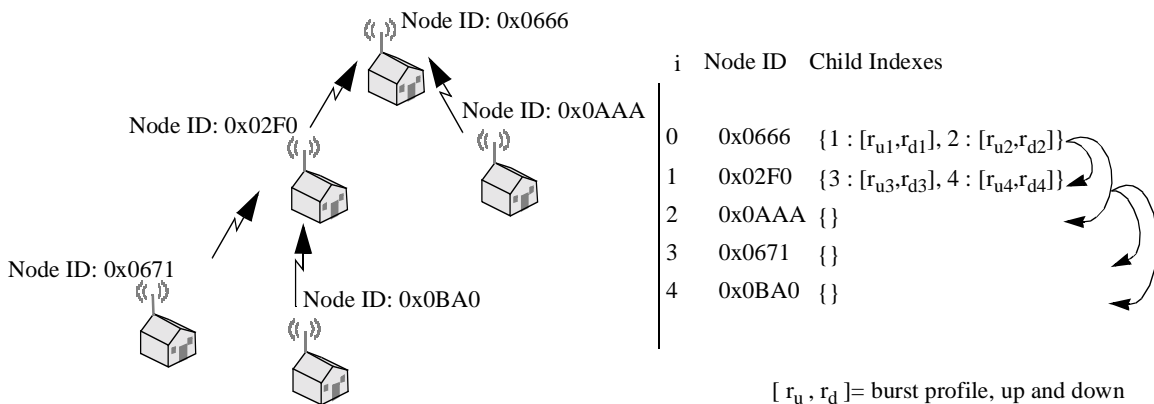 Node ID: 0x0666
Node ID: 0x02F0
Node ID: 0x0AAA
Node ID: 0x0671
Node ID: 0x0BA0
i Node ID Child Indexes
0 0x0666 {1 : [ru1,rd1], 2 : [ru2,rd2]}
1 0x02F0 {3 : [ru3,rd3], 4 : [ru4,rd4]}
2 0x0AAA {}
3 0x0671 {}
4 0x0BA0 {}
[ ru , rd ]= burst profile, up and down